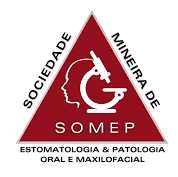 SOCIEDADE
MINEIRA DE
SOMEP
ESTOMATOLOGIA & PATOLOGIA
ORAL E MAXILOFACIAL